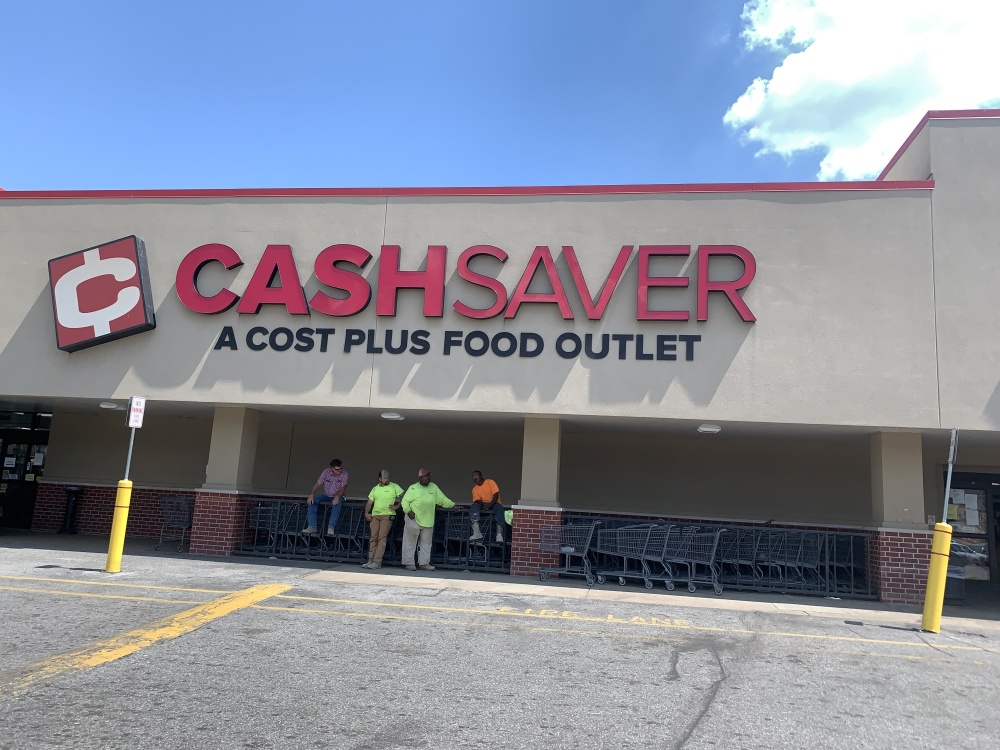 CASHSAVER
A COST PLUS FOOD OUTLET
FIRE LANE